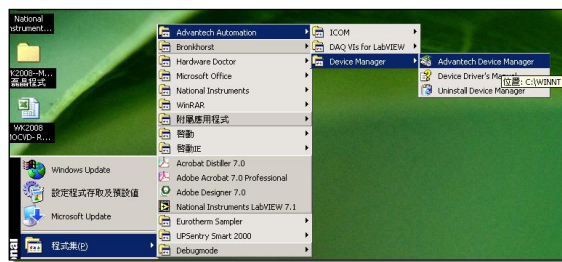 National
Instrument...
K2008--M...
磊晶程式
WK2008
MOCVD- R...
Windows Update
設定程式存取及預設值
Microsoft Update
程式集(P)
Advantech Automation
Bronkhorst
Hardware Doctor
Microsoft Office
National Instruments
WinRAR
附屬應用程式
啓動
啓動IE
Acrobat Distiller 7.0
Adobe Acrobat 7.0 Professional
Adobe Designer 7.0
National Instruments LabVIEW 7.1
Eurotherm Sampler
UPSentry Smart 2000
Debugmode
ICOM
DAQ VIs for LabVIEW
Device Manager
Advantech Device Manager
Device Driver's Manual
位置: C:\WINNT
Uninstall Device Manager